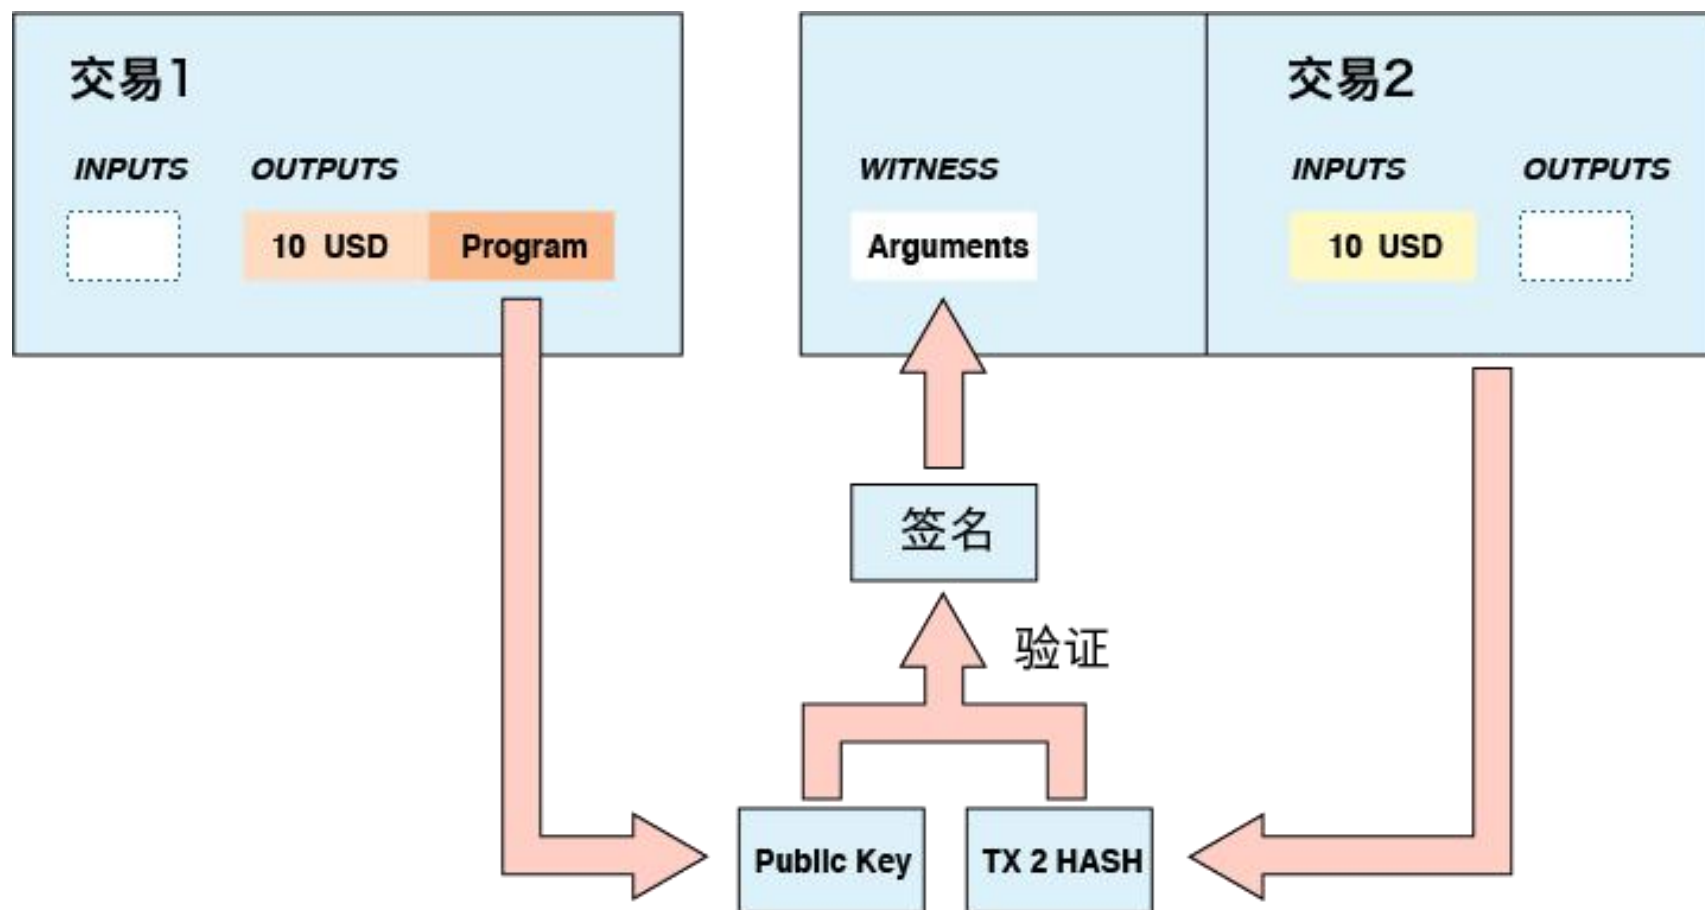 交易1
INPUTS OUTPUTS
10 USD Program
WITNESS
Arguments
交易2
INPUTS OUTPUTS
10 USD
签名
验证
Public Key
TX 2 HASH